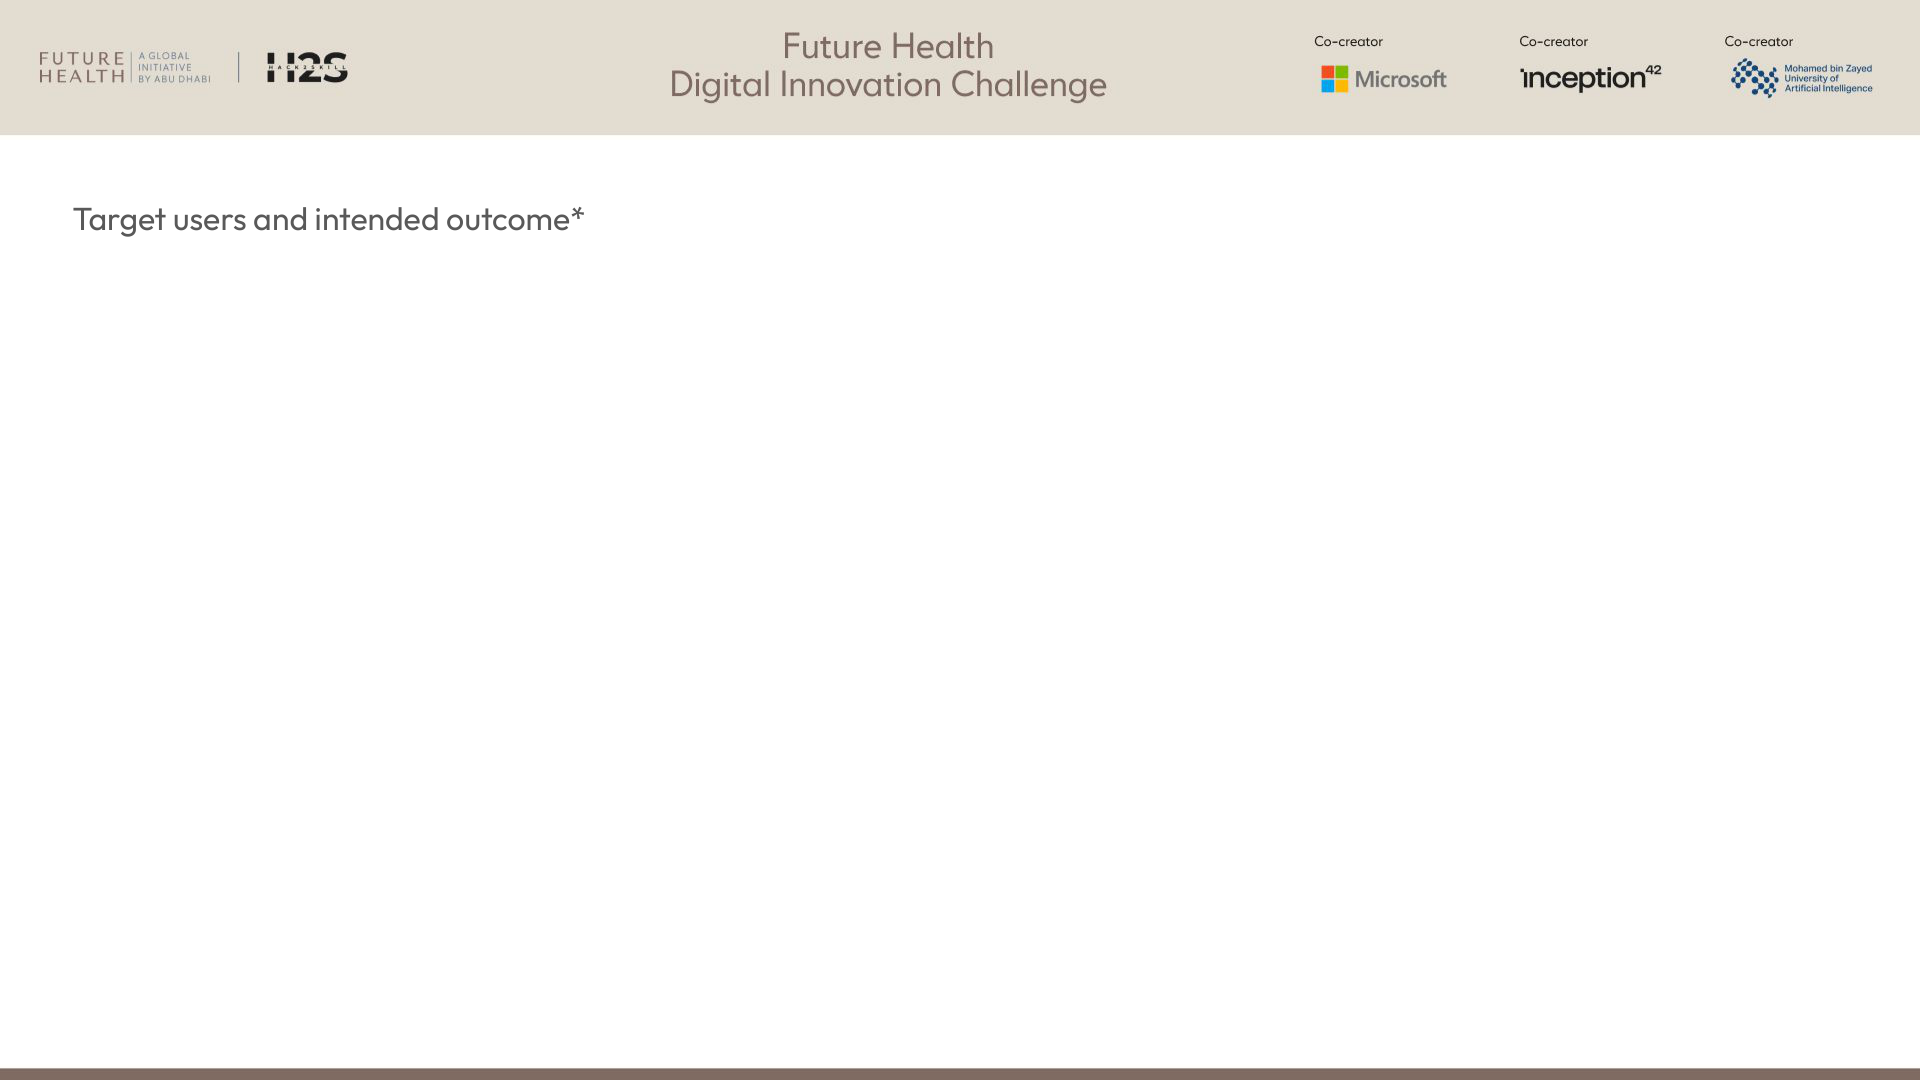 FUTURE
HEALTH
A GLOBAL
INITIATIVE
BY ABU DHABI
H2S
HACK2SKILL
Future Health
Digital Innovation Challenge
Co-creator
Microsoft
Co-creator
inception42
Co-creator
Mohamed bin Zayed
University of
Artificial Intelligence
Target users and intended outcome*